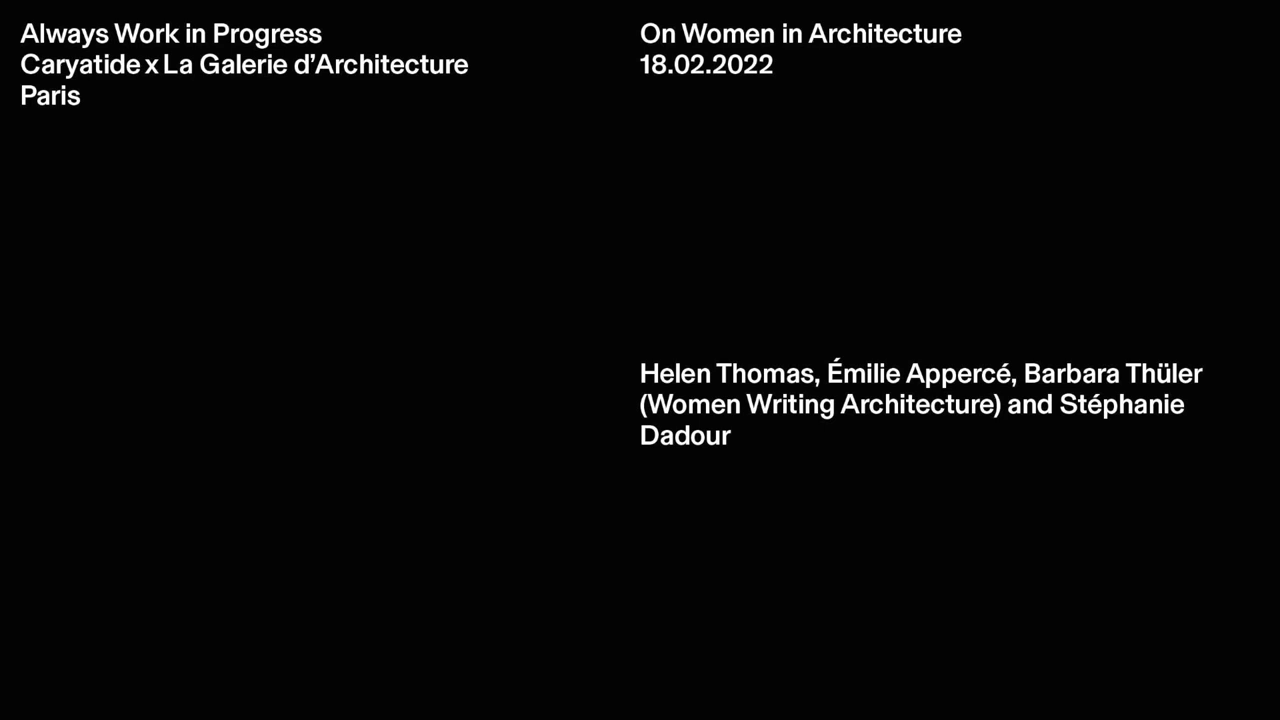 Always Work in Progress
Caryatide x La Galerie d’Architecture
Paris
On Women in Architecture
18.02.2022
Helen Thomas, Émilie Appercé, Barbara Thüler
(Women Writing Architecture) and Stéphanie
Dadour